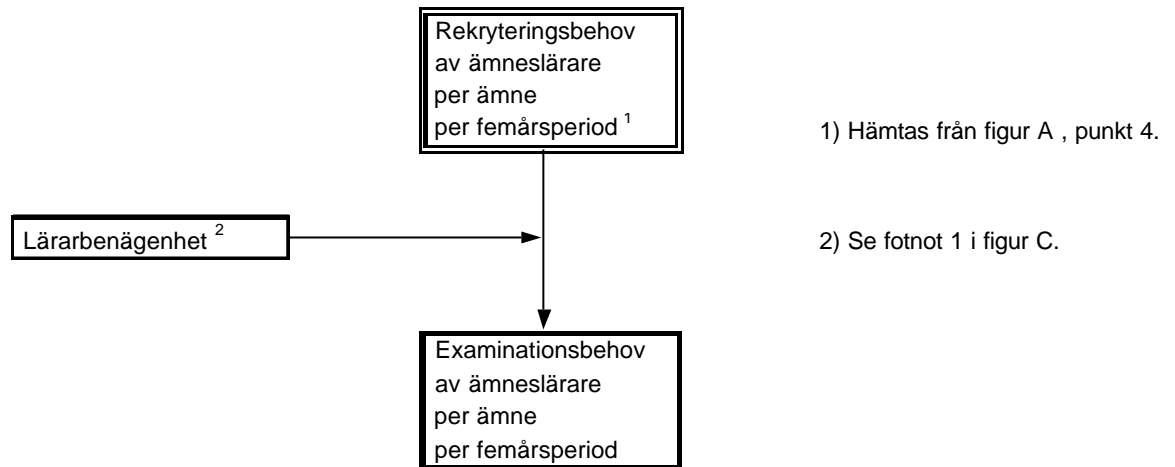 Rekryteringsbehov
av ämneslärare
per ämne
per femårsperiod 1
1) Hämtas från figur A , punkt 4.
Lärarbenägenhet 2
2) Se fotnot 1 i figur C.
Examinationsbehov
av ämneslärare
per ämne
per femårsperiod